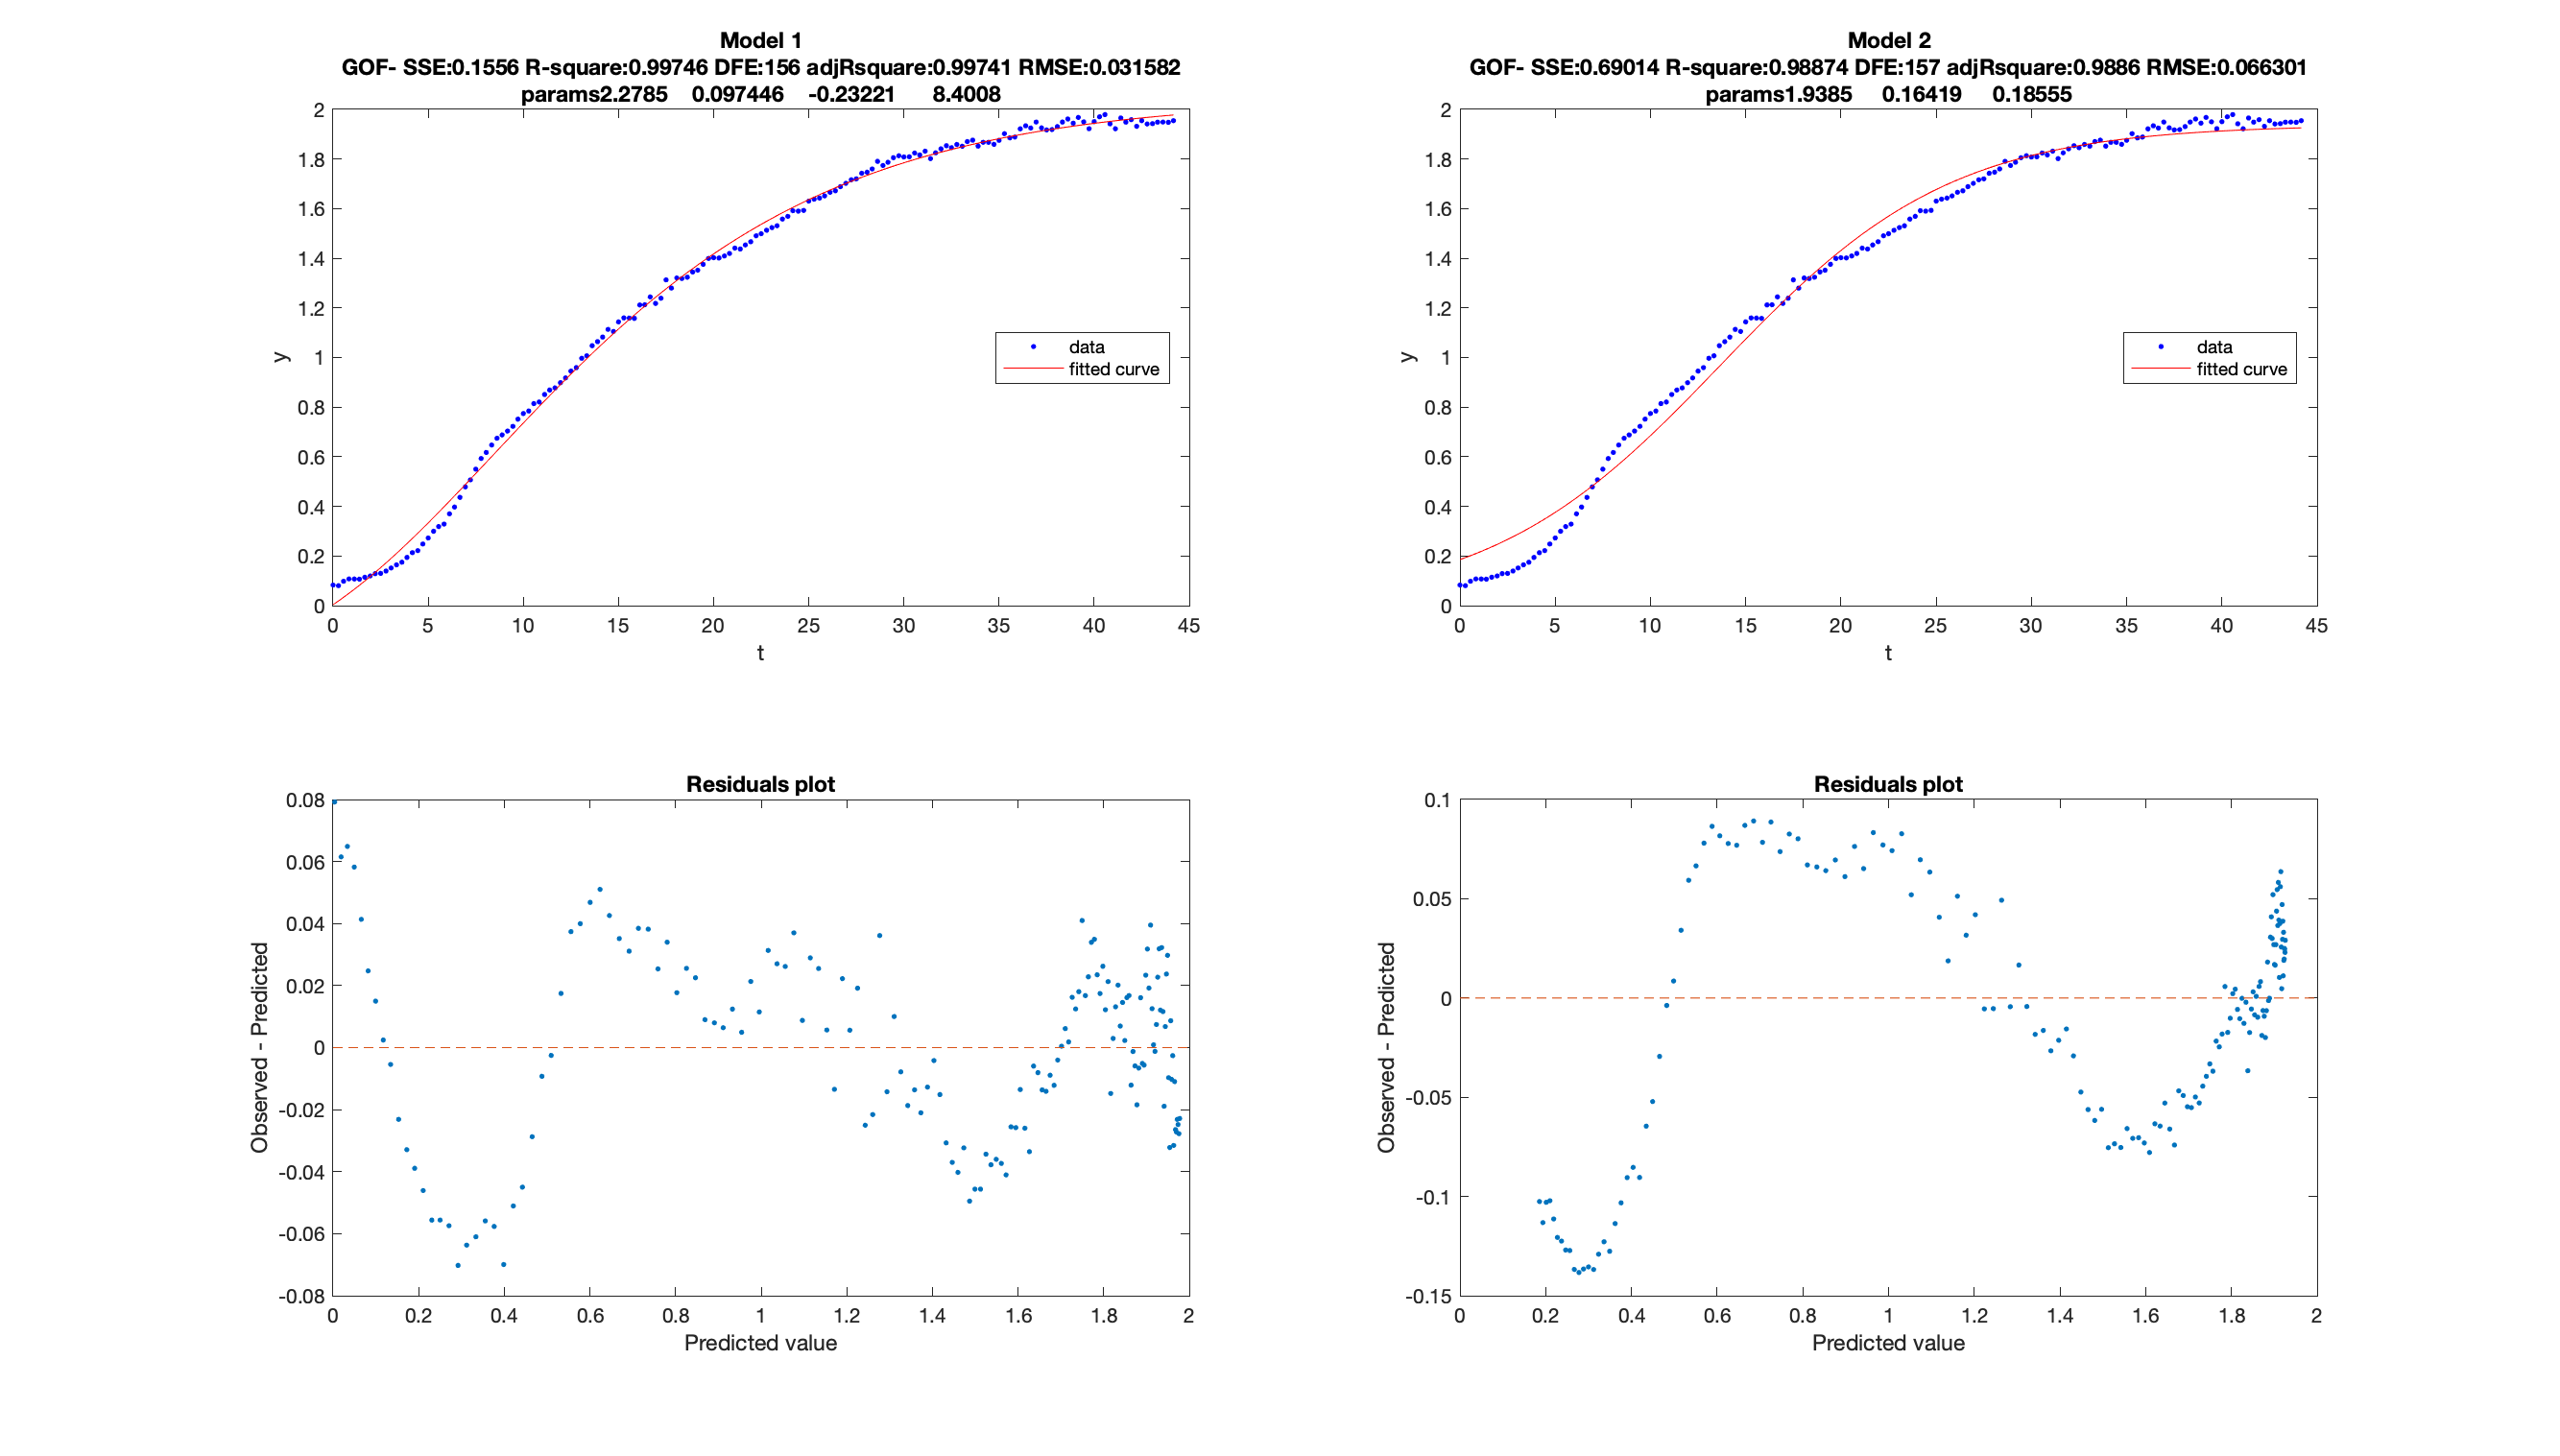 Model 1
GOF- SSE:0.1556 R-square:0.99746 DFE:156 adjRsquare:0.99741 RMSE:0.031582
params2.2785 0.097446 -0.23221 8.4008
2
1.8
1.6
1.4
1.2
1
0.8
0.6
0.4
0.2
0
y
data
fitted curve
0 5 10 15 20 25 30 35 40 45
t
Model 2
GOF- SSE:0.69014 R-square:0.98874 DFE:157 adjRsquare:0.9886 RMSE:0.066301
params1.9385 0.16419 0.18555
2
1.8
1.6
1.4
1.2
1
0.8
0.6
0.4
0.2
0
y
data
fitted curve
0 5 10 15 20 25 30 35 40 45
t
Residuals plot
0.08
0.06
0.04
0.02
0
-0.02
-0.04
-0.06
-0.08
Observed - Predicted
0 0.2 0.4 0.6 0.8 1 1.2 1.4 1.6 1.8 2
Predicted value
Residuals plot
0.1
0.05
0
-0.05
-0.1
-0.15
Observed - Predicted
0 0.2 0.4 0.6 0.8 1 1.2 1.4 1.6 1.8 2
Predicted value